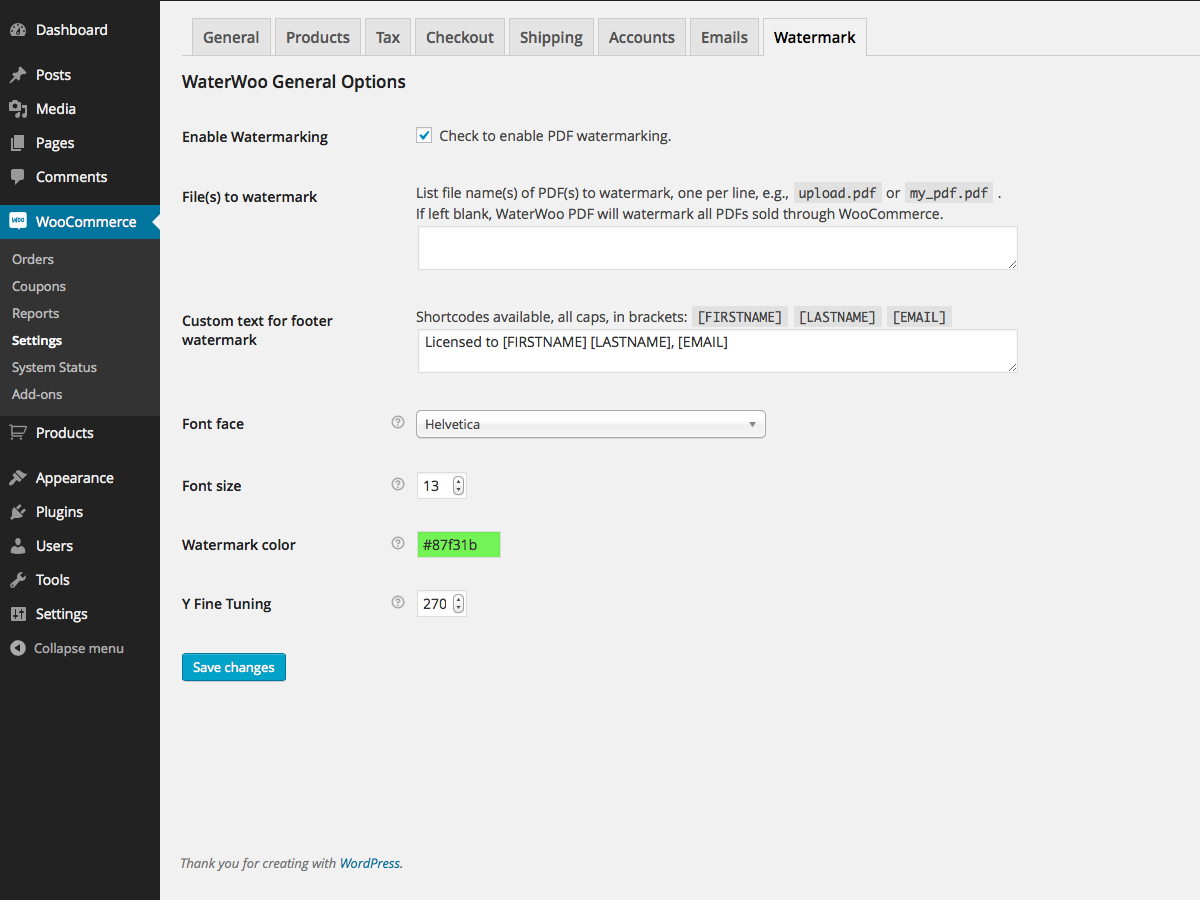 Dashboard
Posts
Media
Pages
Comments
WOO WooCommerce
Orders
Coupons
Reports
Settings
System Status
Add-ons
Products
Appearance
Plugins
Users
Tools
Settings
Collapse menu
General Products Tax Checkout Shipping Accounts Emails Watermark
WaterWoo General Options
Enable Watermarking
Check to enable PDF watermarking.
File(s) to watermark
List file name(s) of PDF(s) to watermark, one per line, e.g., upload.pdf or my_pdf.pdf .
If left blank, WaterWoo PDF will watermark all PDFs sold through WooCommerce.
Custom text for footer
watermark
Shortcodes available, all caps, in brackets: [FIRSTNAME] [LASTNAME] [EMAIL]
Licensed to [FIRSTNAME] [LASTNAME], [EMAIL]
Font face ? Helvetica
Font size ? 13
Watermark color ? #87f31b
Y Fine Tuning ? 270
Save changes
Thank you for creating with WordPress.